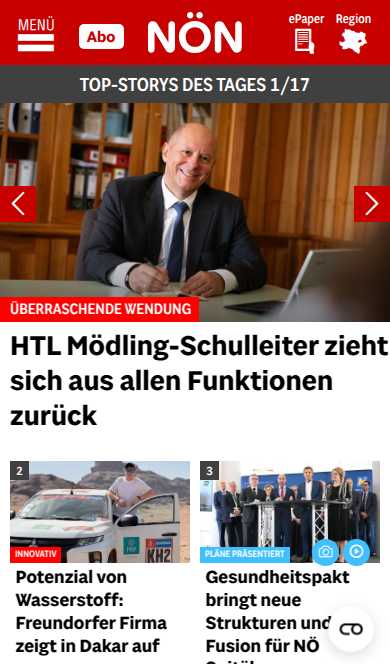 MENÜ
Abo
NÖN
ePaper
Region
TOP-STORYS DES TAGES 1/17
ÜBERRASCHENDE WENDUNG
HTL Mödling-Schulleiter zieht
sich aus allen Funktionen
zurück
2
INNOVATIV
KH2
Potenzial von
Wasserstoff:
Freundorfer Firma
zeigt in Dakar auf
3
PLÄNE PRÄSENTIERT
Gesundheitspakt
bringt neue
Strukturen und
Fusion für NÖ